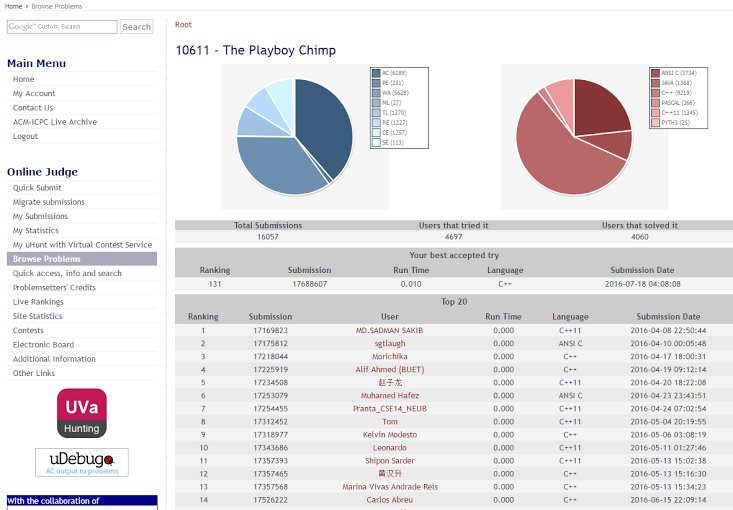 Home Browse Problems
Google™ Custom Search Search
Root
10611 - The Playboy Chimp
Main Menu
Home
My Account
Contact Us
ACM-ICPC Live Archive
Logout
Online Judge
Quick Submit
Migrate submissions
My Submissions
My Statistics
My uHunt with Virtual Contest Service
Browse Problems
Quick access, info and search
Problemsetters' Credits
Live Rankings
Site Statistics
Contests
Electronic Board
Additional Information
Other Links
UVa
Hunting
uDebug
AC output to problems
With the collaboration of
AC (6189)
PE (231)
WA (5628)
ML (27)
TL (1370)
RE (1227)
CE (1257)
SE (113)
ANSI C (3734)
JAVA (1368)
C++ (9219)
PASCAL (366)
C++11 (1345)
PYTH3 (25)
Total Submissions Users that tried it Users that solved it
16057 4697 4060
Your best accepted try
Ranking Submission Run Time Language Submission Date
131 17688607 0.010 C++ 2016-07-18 04:08:08
Top 20
Ranking Submission User Run Time Language Submission Date
1 17169823 MD.SADMAN SAKIB 0.000 C++11 2016-04-08 22:50:44
2 17175812 sgtlaugh 0.000 ANSI C 2016-04-10 00:05:48
3 17218044 Morichika 0.000 C++ 2016-04-17 18:00:31
4 17225919 Alif Ahmed (BUET) 0.000 C++ 2016-04-19 09:12:14
5 17234508 赵子龙 0.000 C++11 2016-04-20 18:22:08
6 17253079 Muhamed Hafez 0.000 ANSI C 2016-04-23 23:43:51
7 17254455 Pranta_CSE14_NEUB 0.000 C++11 2016-04-24 07:02:54
8 17312452 Tom 0.000 C++11 2016-05-04 20:19:55
9 17318977 Kelvin Modesto 0.000 C++ 2016-05-06 03:08:19
10 17343686 Leonardo 0.000 C++11 2016-05-11 01:27:46
11 17357393 Shipon Sarder 0.000 C++11 2016-05-13 15:02:38
12 17357465 黄汉升 0.000 C++ 2016-05-13 15:16:30
13 17357568 Marina Vivas Andrade Reis 0.000 C++ 2016-05-13 15:34:23
14 17526222 Carlos Abreu 0.000 C++ 2016-06-15 22:09:14